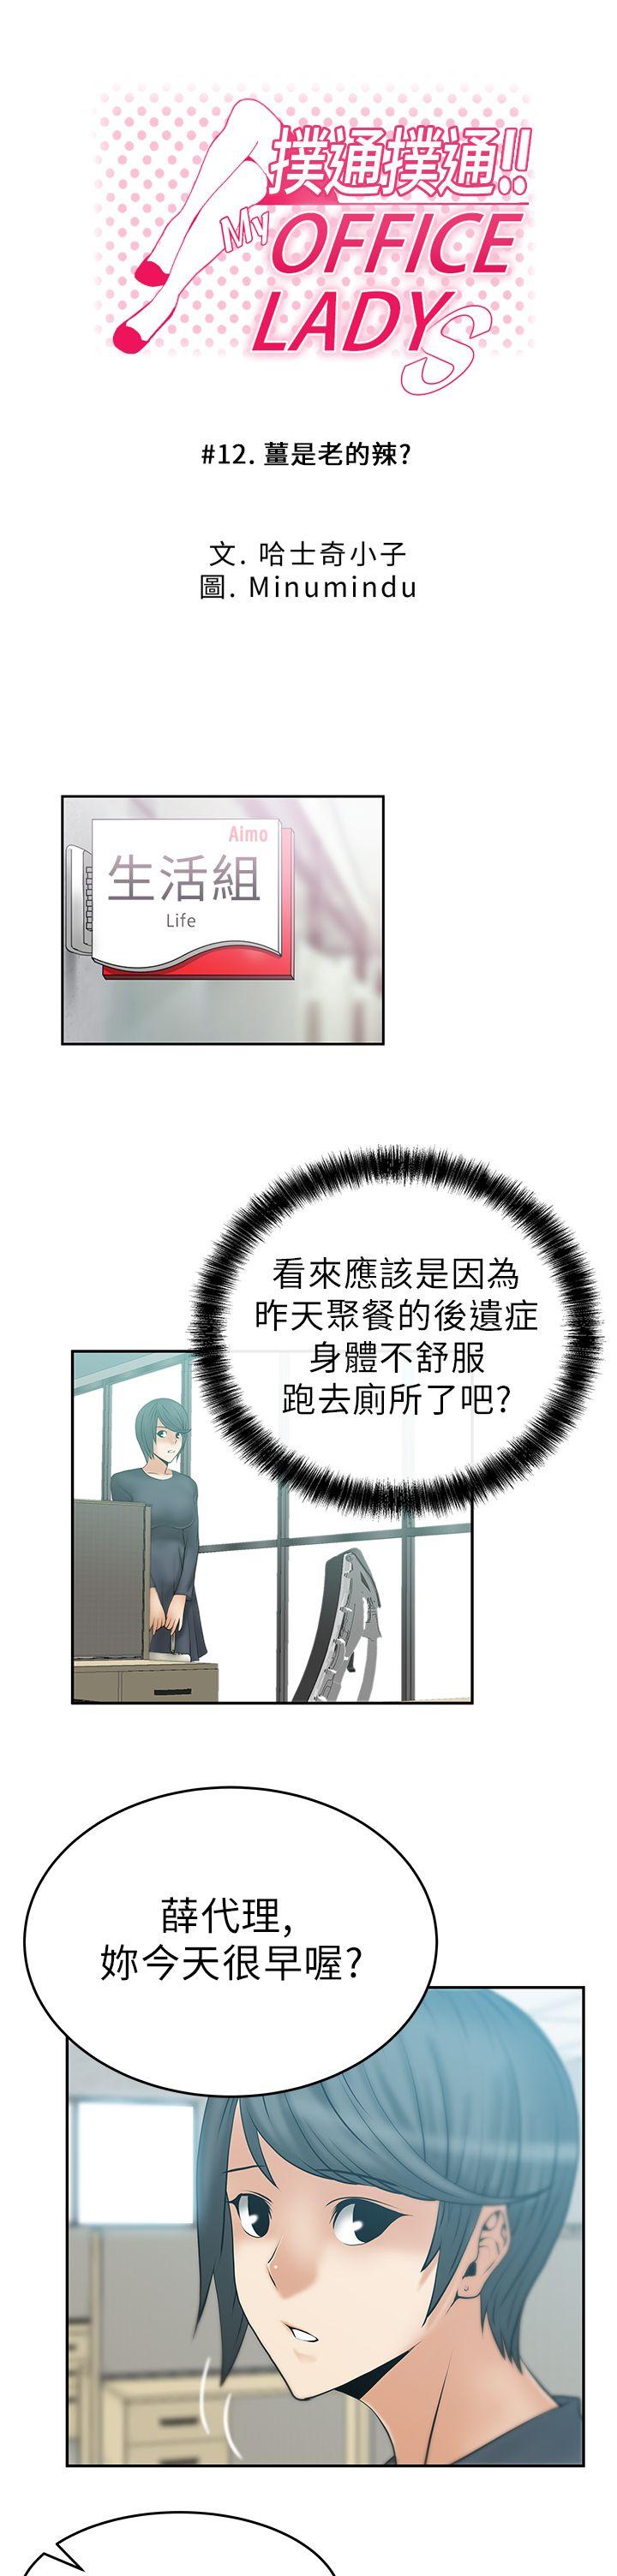 撲通撲通!!
My OFFICE
LADYS
#12. 薑是老的辣?
文. 哈士奇小子
圖. Minumindu
Aimo
生活組
Life
看來應該是因為
昨天聚餐的後遺症
身體不舒服
跑去廁所了吧?
薛代理,
妳今天很早喔?